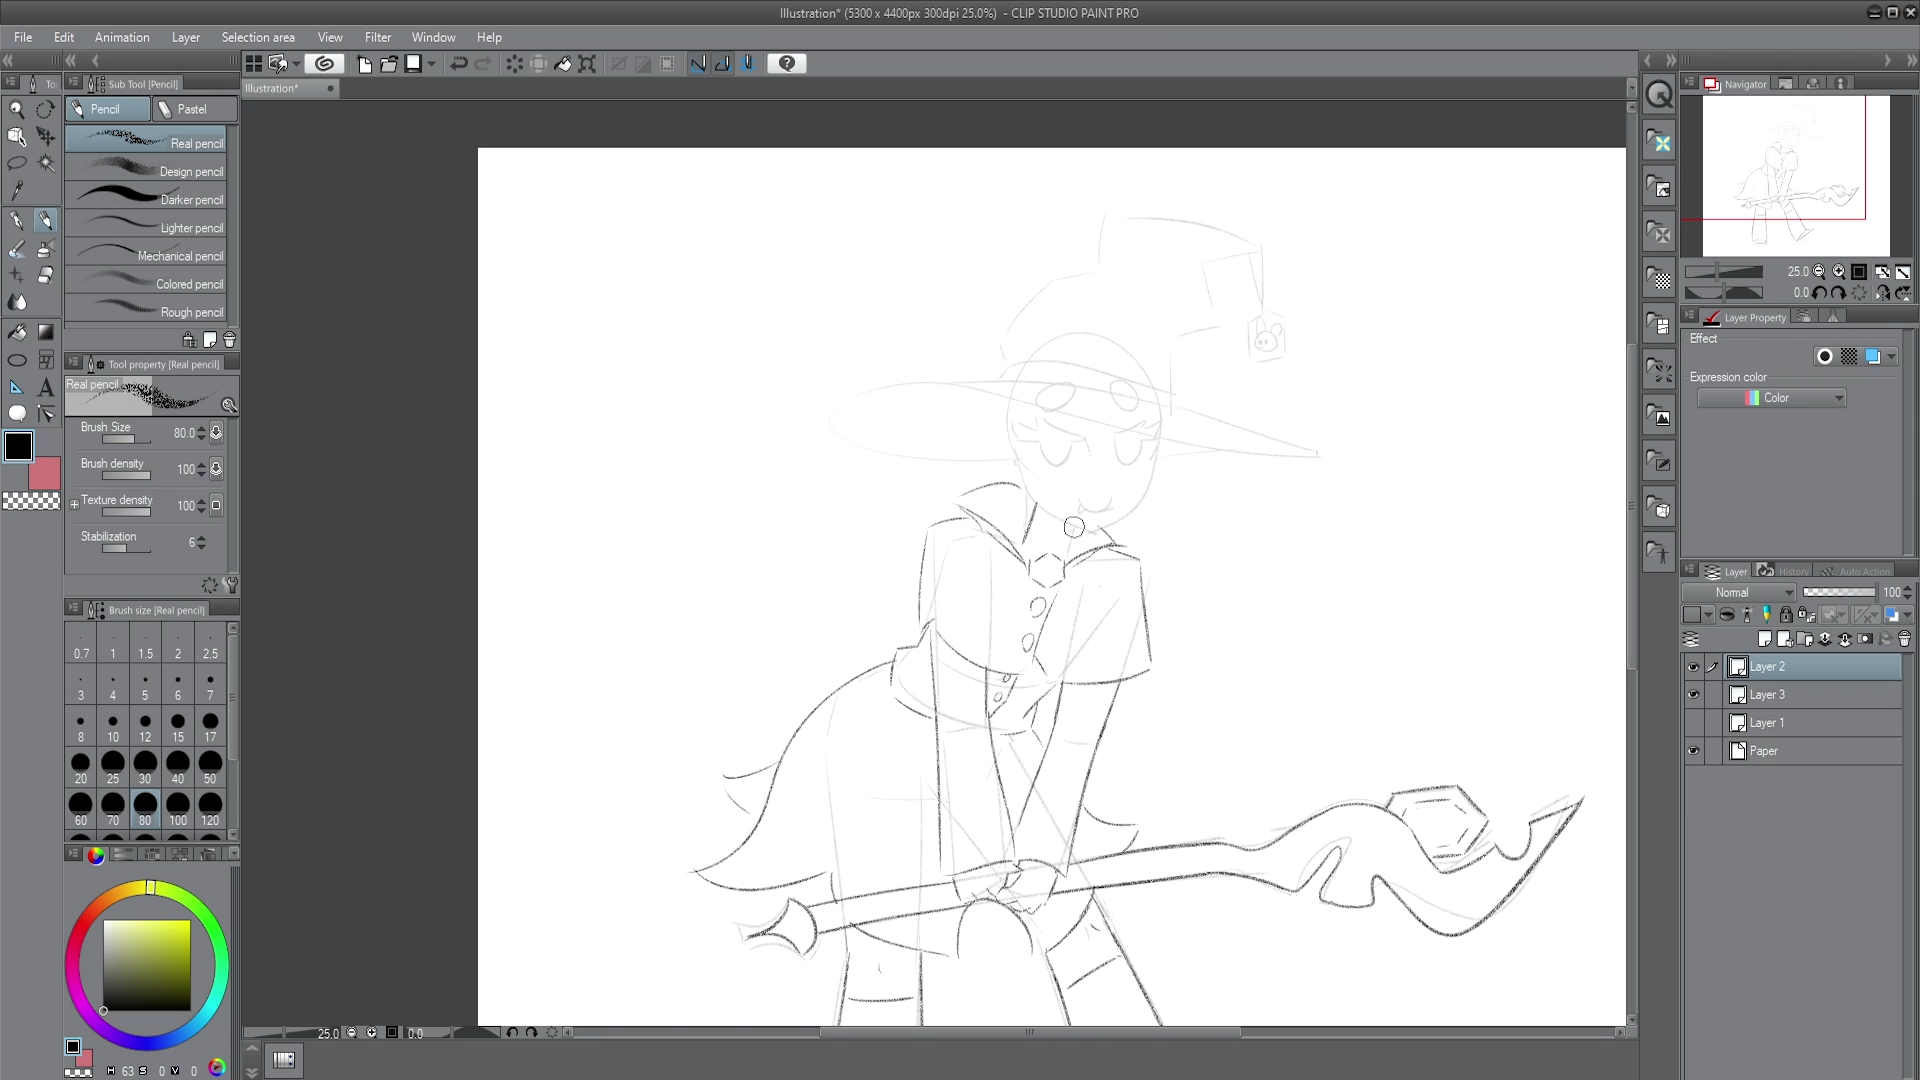 Illustration* (5300 x 4400px 300dpi 25.0%) - CLIP STUDIO PAINT PRO
File Edit Animation Layer Selection area View Filter Window Help
To
Sub Tool [Pencil]
Illustration*
Pencil
Pastel
Real pencil
Design pencil
Darker pencil
Lighter pencil
Mechanical pencil
Colored pencil
Rough pencil
Tool property [Real pencil]
Real pencil
Brush Size 80.0
Brush density 100
Texture density 100
Stabilization 6
Brush size [Real pencil]
0.7 1 1.5 2 2.5
3 4 5 6 7
8 10 12 15 17
20 25 30 40 50
60 70 80 100 120
H 63 S 0 V 0
25.0 0.0
Navigator
25.0
0.0
Layer Property
Effect
Expression color
Color
Layer History Auto Action
Normal 100
Layer 2
Layer 3
Layer 1
Paper